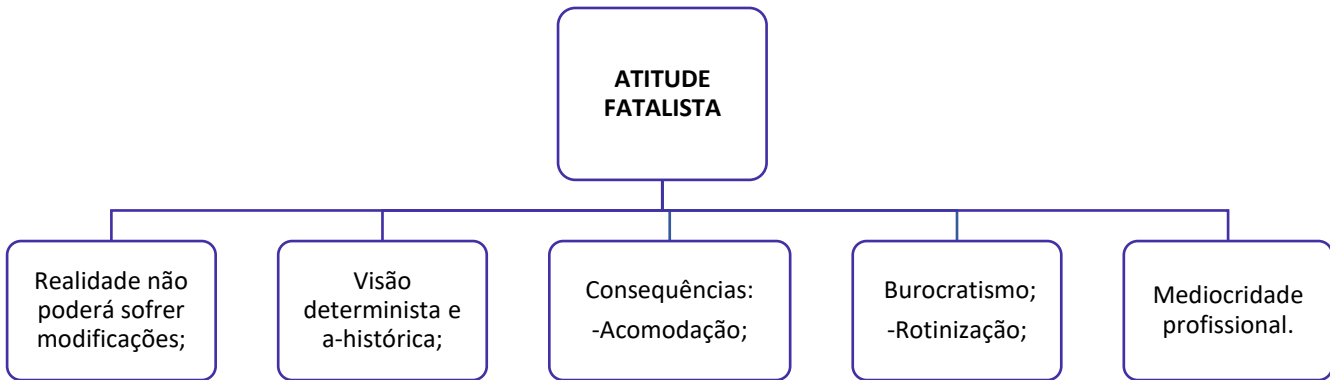 ATITUDE
FATALISTA
Realidade não
poderá sofrer
modificações;
Visão
determinista e
a-histórica;
Consequências:
-Acomodação;
Burocratismo;
-Rotinização;
Mediocridade
profissional.